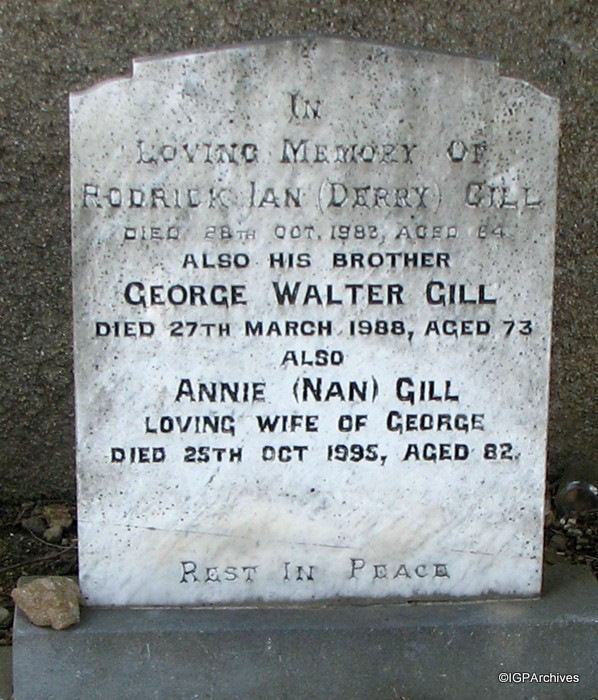 IN
LOVING MEMORY OF
RODRICK IAN (DERRY) GILL
DIED 28TH OCT. 1983, AGED 64
ALSO HIS BROTHER
GEORGE WALTER GILL
DIED 27TH MARCH 1988, AGED 73
ALSO
ANNIE (NAN) GILL
LOVING WIFE OF GEORGE
DIED 25TH OCT 1995, AGED 82.
REST IN PEACE
©IGPArchives